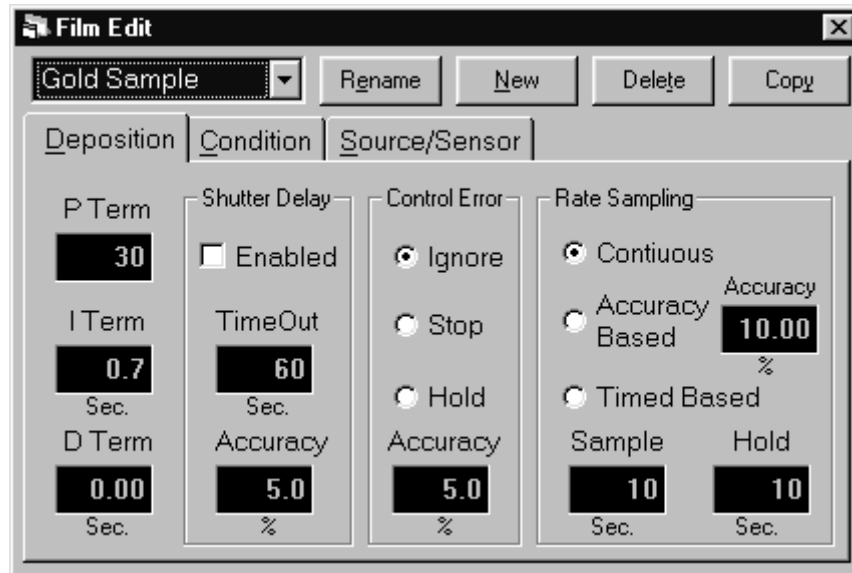 Film Edit
Gold Sample Rename New Delete Copy
Deposition Condition Source/Sensor
P Term
30
I Term
0.7
Sec.
D Term
0.00
Sec.
Shutter Delay
Enabled
TimeOut
60
Sec.
Accuracy
5.0
%
Control Error
Ignore
Stop
Hold
Accuracy
5.0
%
Rate Sampling
Contiuous
Accuracy
Based
Accuracy
10.00
%
Timed Based
Sample Hold
10 10
Sec. Sec.